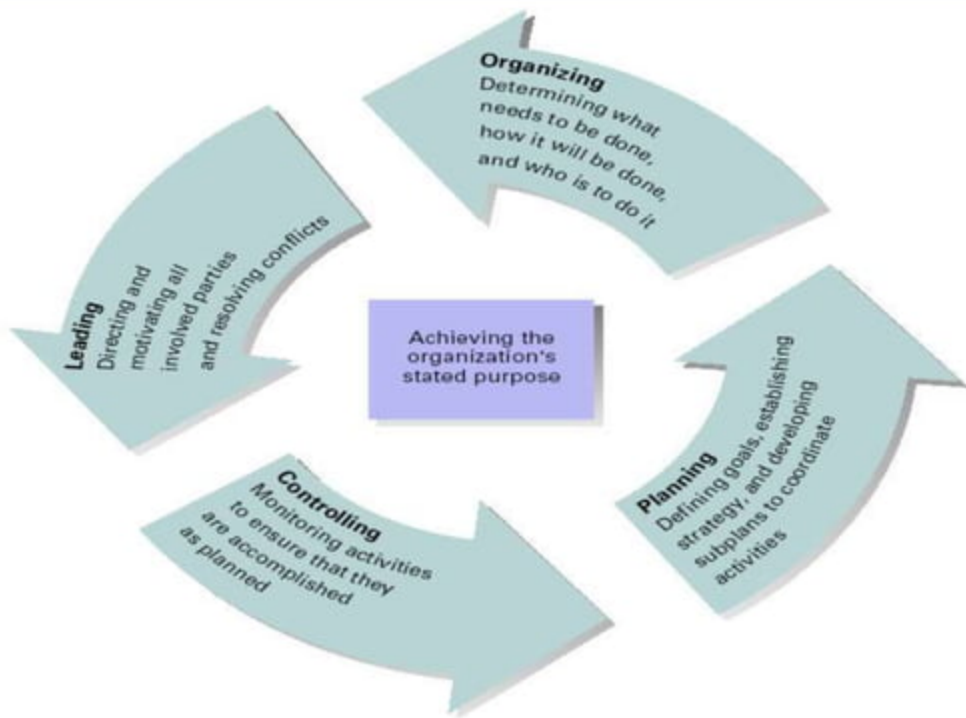 Organizing
Determining what
needs to be done,
how it will be done,
and who is to do it
Leading
Directing and
motivating all
involved parties
and resolving conflicts
Achieving the
organization's
stated purpose
Planning
Defining goals, establishing
strategy, and developing
subplans to coordinate
activities
Controlling
Monitoring activities
to ensure that they
are accomplished
as planned